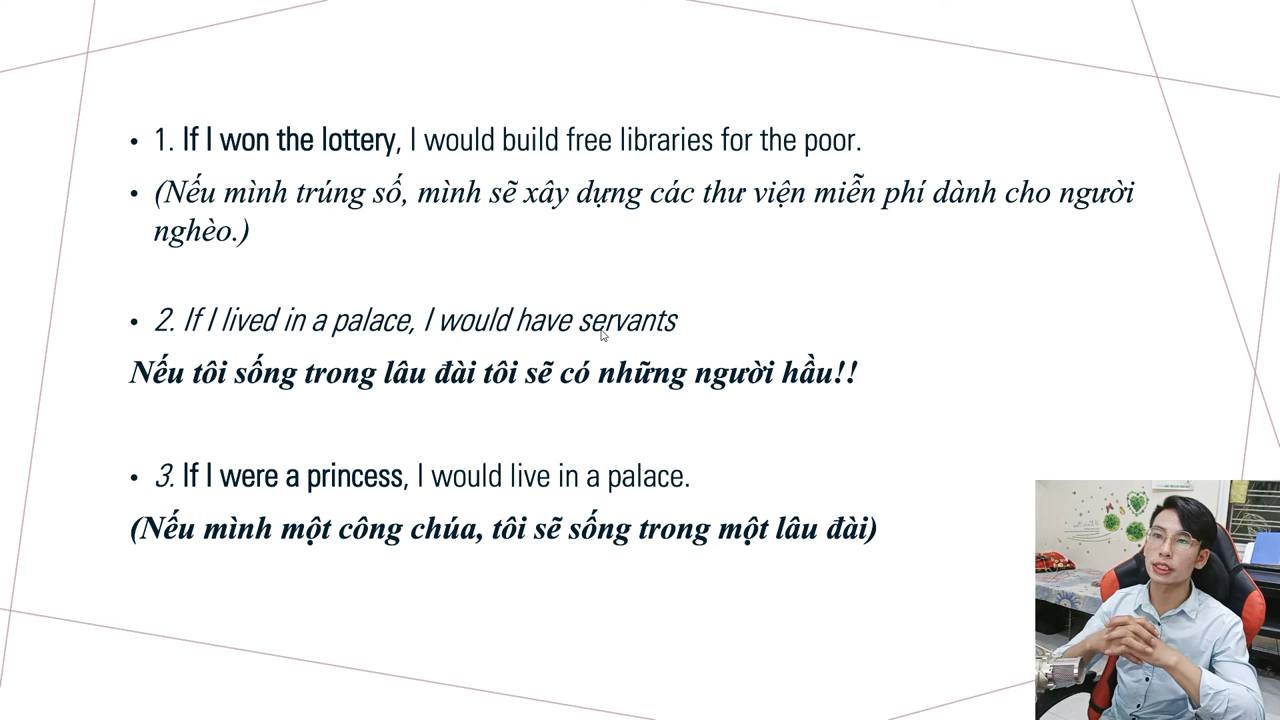 • 1. If I won the lottery, I would build free libraries for the poor.
• (Nếu mình trúng số, mình sẽ xây dựng các thư viện miễn phí dành cho người
nghèo.)
• 2. If I lived in a palace, I would have servants
Nếu tôi sống trong lâu đài tôi sẽ có những người hầu!!
• 3. If I were a princess, I would live in a palace.
(Nếu mình một công chúa, tôi sẽ sống trong một lâu đài)